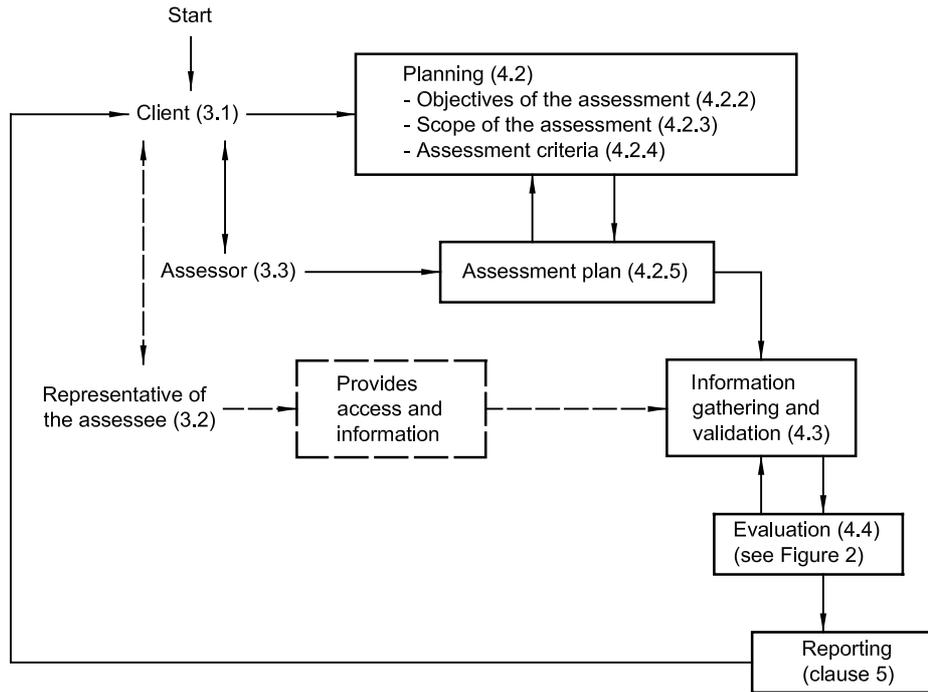 Start
Client (3.1)
Planning (4.2)
- Objectives of the assessment (4.2.2)
- Scope of the assessment (4.2.3)
- Assessment criteria (4.2.4)
Assessor (3.3)
Assessment plan (4.2.5)
Representative of
the assessee (3.2)
Provides
access and
information
Information
gathering and
validation (4.3)
Evaluation (4.4)
(see Figure 2)
Reporting
(clause 5)